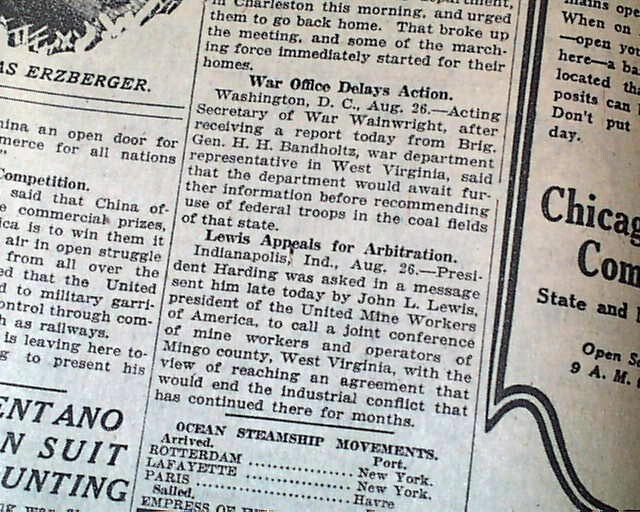 AS ERZBERGER.
hina an open door for
merce for all nations
Competition.
said that China of-
e commercial prizes,
ica is to win them it
air in open struggle
from all over the
ed that the United
d to military garri-
ontrol through com-
h as railways.
is leaving here to-
g to present his
ENTANO
N SUIT
UNTING
in Charleston this morning, and urged
them to go back home. That broke up
the meeting, and some of the march-
ing force immediately started for their
homes.
War Office Delays Action.
Washington, D. C., Aug. 26.—Acting
Secretary of War Wainwright, after
receiving a report today from Brig.
Gen. H. H. Bandholtz, war department
representative in West Virginia, said
that the department would await fur-
ther information before recommending
use of federal troops in the coal fields
of that state.
Lewis Appeals for Arbitration.
Indianapolis, Ind., Aug. 26.—Presi-
dent Harding was asked in a message
sent him late today by John L. Lewis,
president of the United Mine Workers
of America, to call a joint conference
of mine workers and operators of
Mingo county, West Virginia, with the
view of reaching an agreement that
would end the industrial conflict that
has continued there for months.
OCEAN STEAMSHIP MOVEMENTS.
Arrived. Port.
ROTTERDAM ................ New York.
LAFAYETTE ................ New York.
PARIS ................ Havre
Sailed.
EMPRESS OF
When on
—open yo
here—a ba
located tha
posits can
Don't put
day.
Chicag
Com
State and
Open Sa
9 A. M.